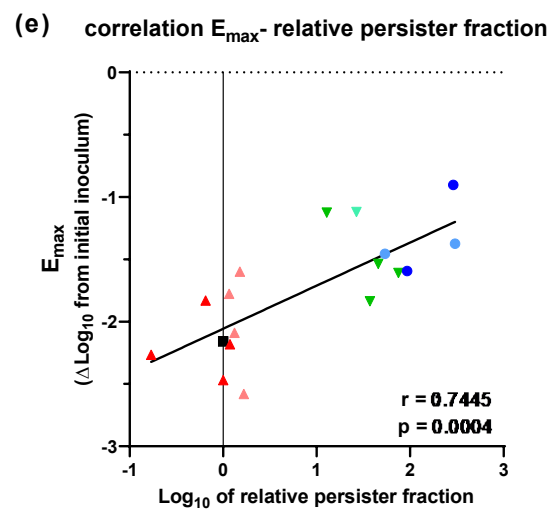 (e) correlation Emax- relative persister fraction
0
-1
-2
-3
Emax
(ΔLog10 from initial inoculum)
r = 0.7445
p = 0.0004
-1 0 1 2 3
Log10 of relative persister fraction